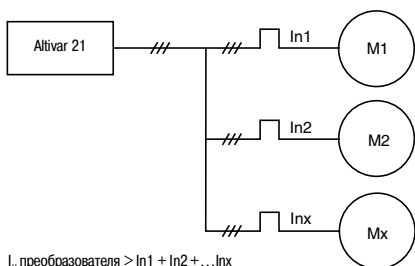 Altivar 21
In1
M1
In2
M2
Inx
Mx
преобразователя > In1 + In2 +…Inx